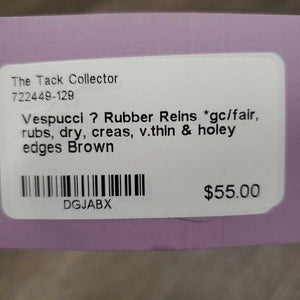 The Tack Collector
722449-129
Vespucci ? Rubber Reins *gc/fair,
rubs, dry, creas, v.thin & holey
edges Brown
DGJABX
$55.00